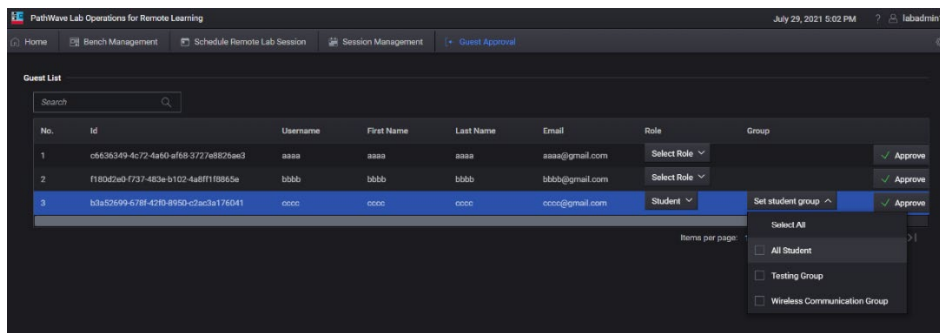 PathWave Lab Operations for Remote Learning July 29, 2021 5:02 PM ? labadmin
Home Bench Management Schedule Remote Lab Session Session Management Guest Approval
Guest List
Search
No. Id Username First Name Last Name Email Role Group
1 c6636349-4c72-4a60-af68-3727e8826ae3 aaaa aaaa aaaa aaaa@gmail.com Select Role Approve
2 f180d2e0-f737-483e-b102-4a8ff1f8865e bbbb bbbb bbbb bbbb@gmail.com Select Role Approve
3 b3a52699-678f-42f0-8950-c2ac3a176041 cccc cccc cccc cccc@gmail.com Student Set student group Approve
Select All
Items per page:
All Student
Testing Group
Wireless Communication Group